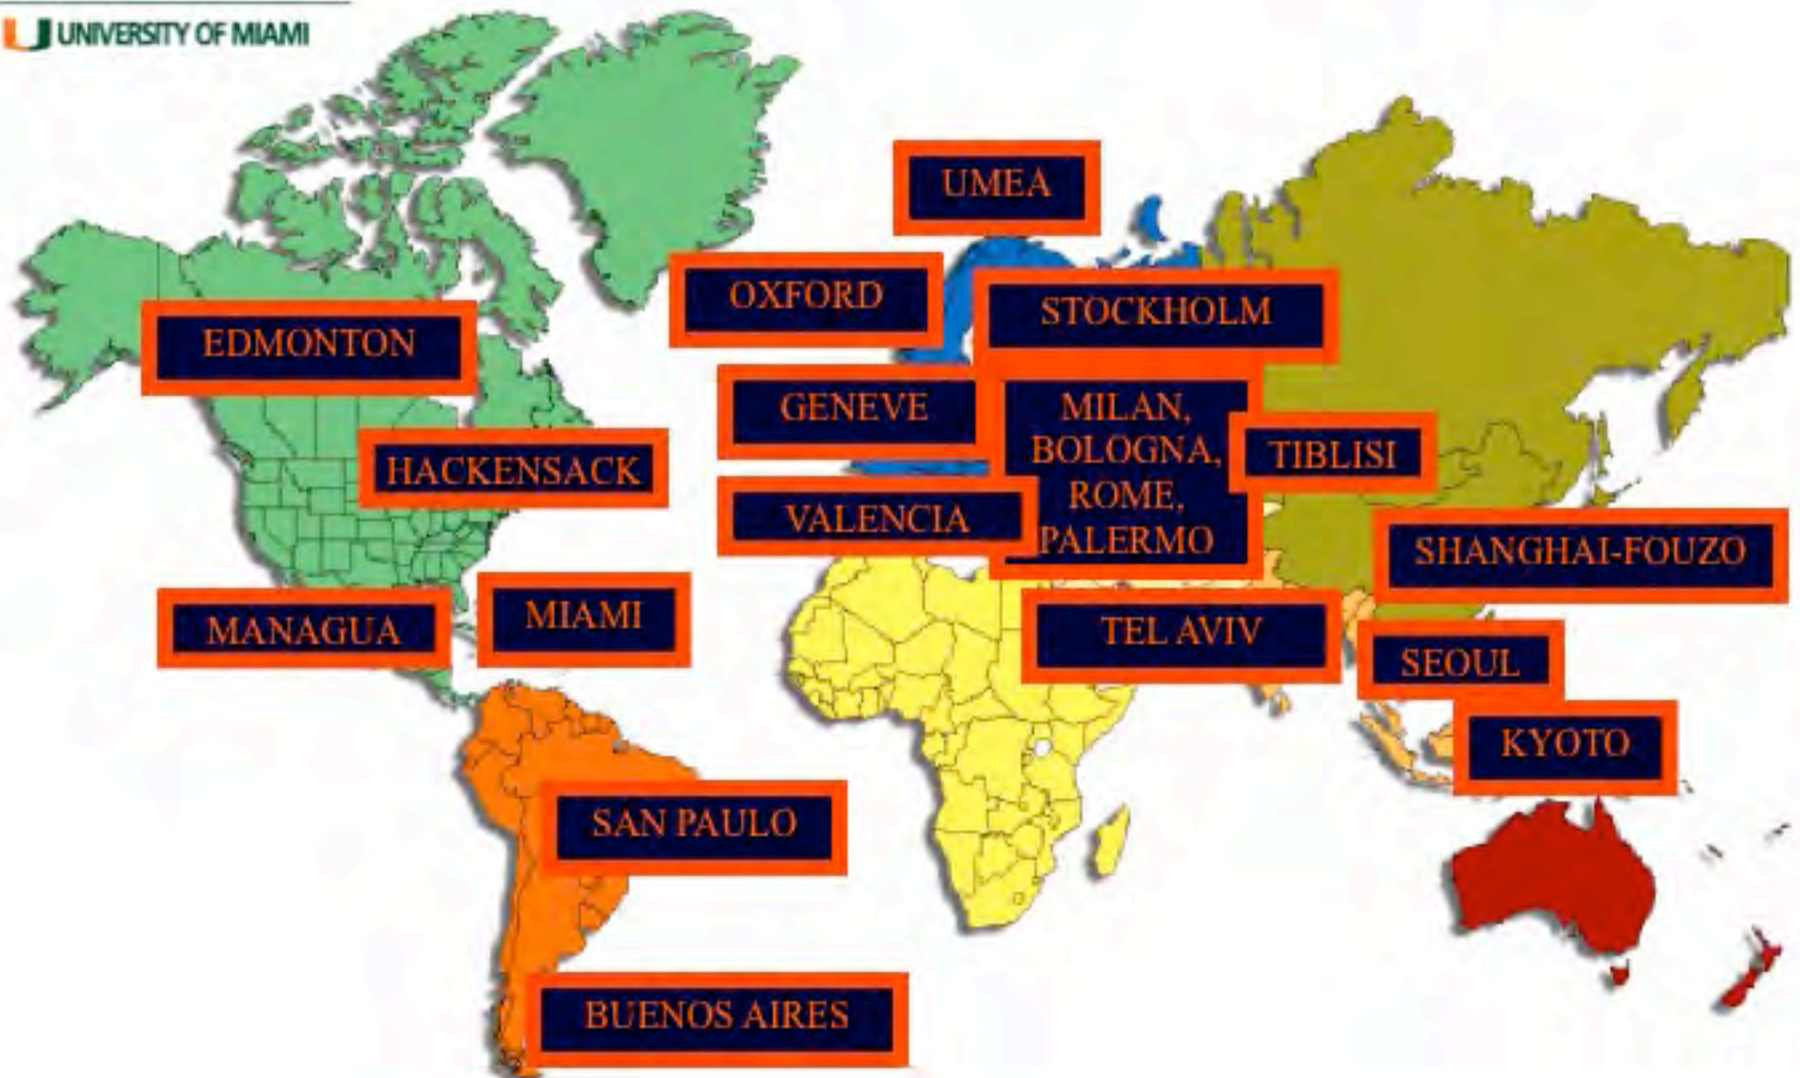 UNIVERSITY OF MIAMI
UMEA
OXFORD
STOCKHOLM
EDMONTON
GENEVE
MILAN,
BOLOGNA,
ROME,
PALERMO
TIBLISI
HACKENSACK
VALENCIA
SHANGHAI-FOUZO
MANAGUA
MIAMI
TEL AVIV
SEOUL
KYOTO
SAN PAULO
BUENOS AIRES